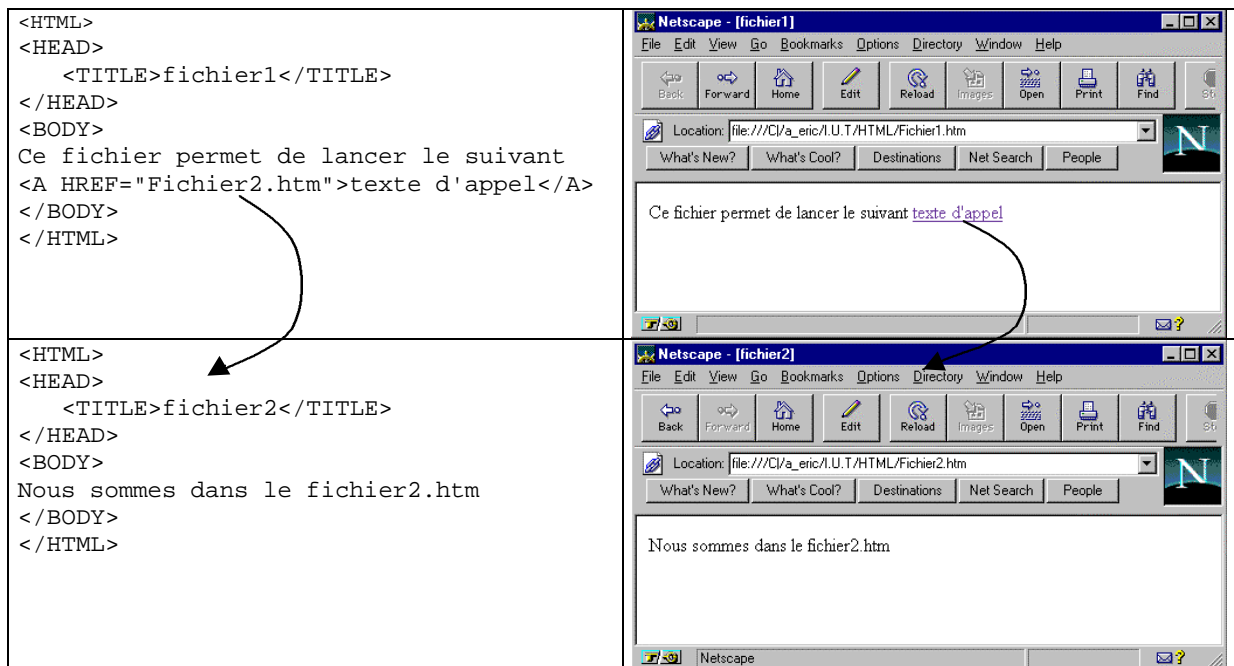 <HTML>
<HEAD>
<TITLE>fichier1</TITLE>
</HEAD>
<BODY>
Ce fichier permet de lancer le suivant
<A HREF="Fichier2.htm">texte d'appel</A>
</BODY>
</HTML>
Netscape - [fichier1]
File Edit View Go Bookmarks Options Directory Window Help
Back Forward Home Edit Reload Images Open Print Find
Location: file:///C|/a_eric/I.U.T/HTML/Fichier1.htm
N
What's New? What's Cool? Destinations Net Search People
Ce fichier permet de lancer le suivant texte d'appel
<HTML>
<HEAD>
<TITLE>fichier2</TITLE>
</HEAD>
<BODY>
Nous sommes dans le fichier2.htm
</BODY>
</HTML>
Netscape - [fichier2]
File Edit View Go Bookmarks Options Directory Window Help
Back Forward Home Edit Reload Images Open Print Find
Location: file:///C|/a_eric/I.U.T/HTML/Fichier2.htm
N
What's New? What's Cool? Destinations Net Search People
Nous sommes dans le fichier2.htm
Netscape